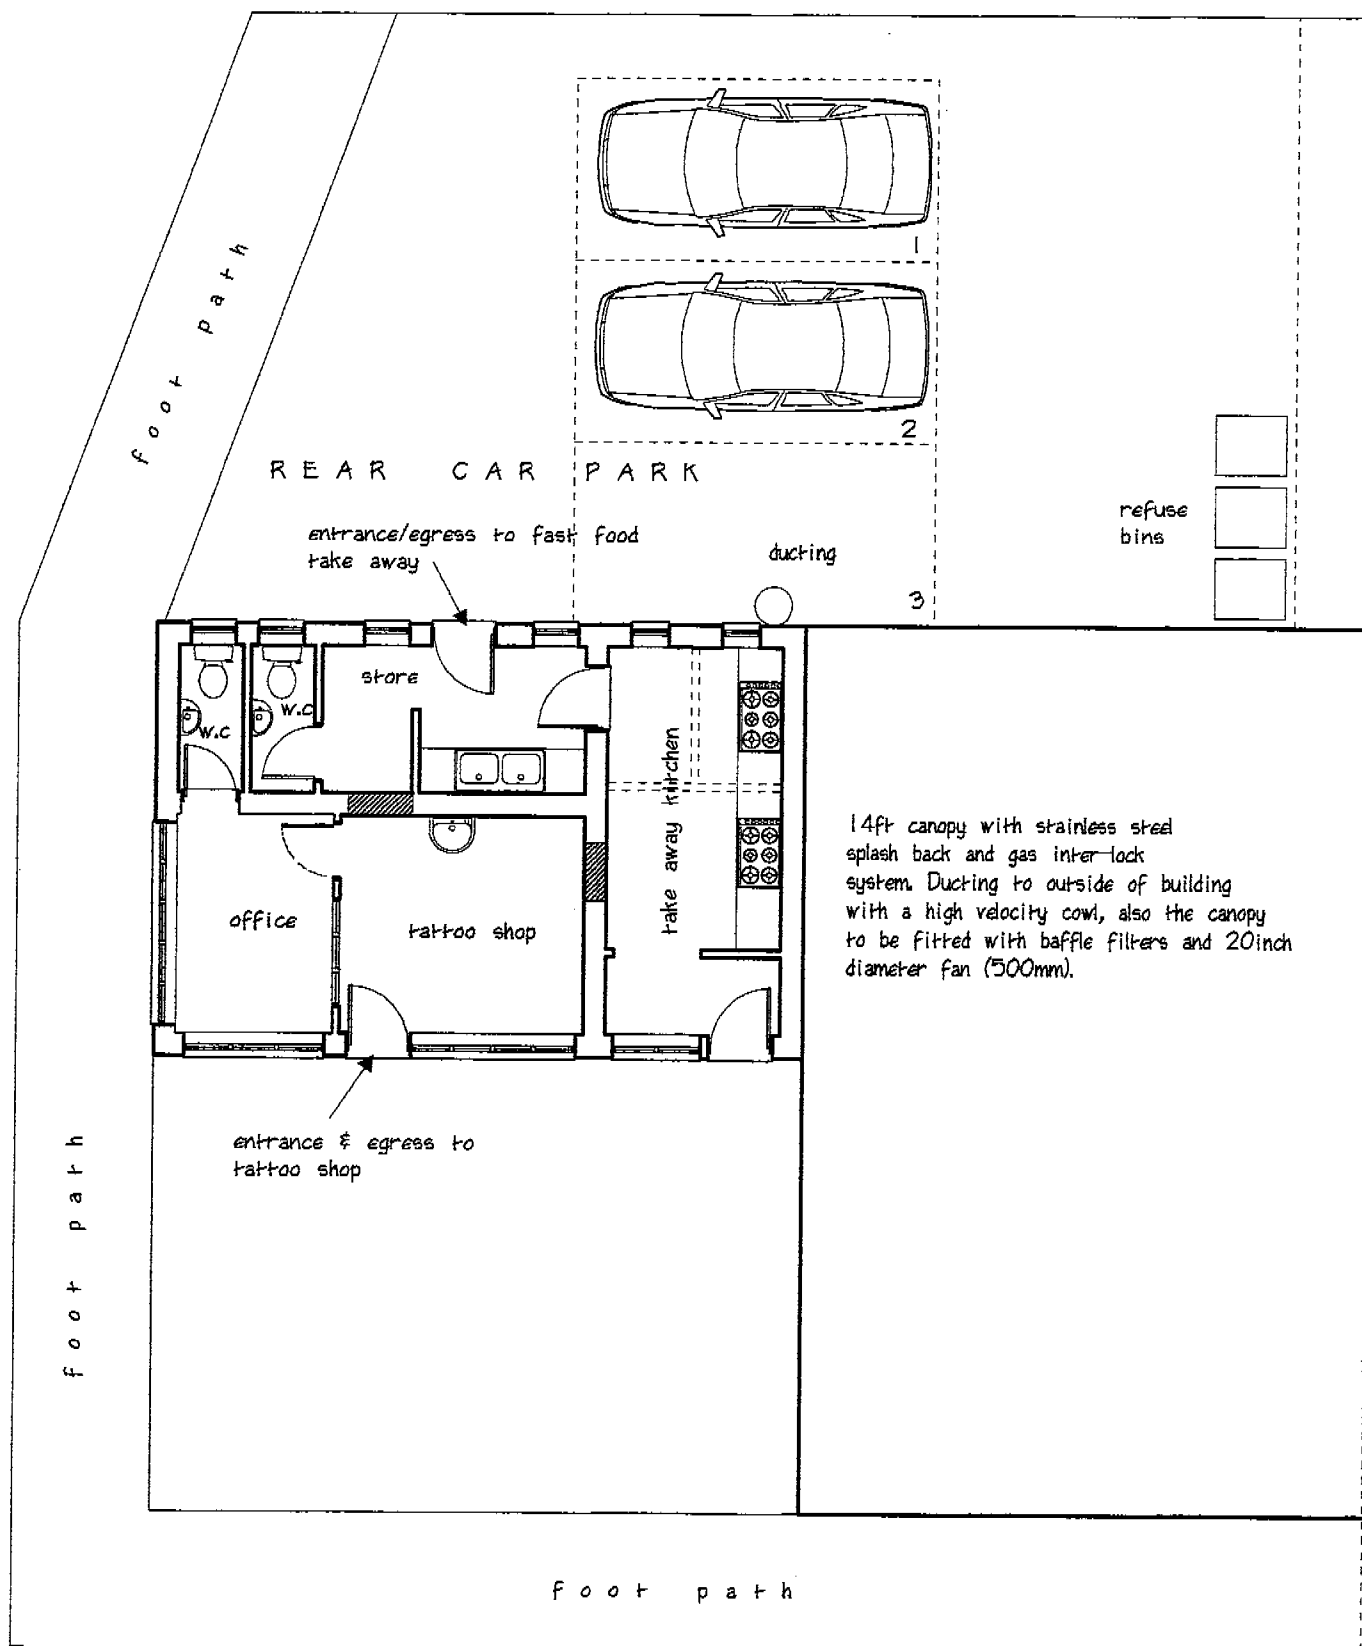 foot path
1
2
REAR CAR PARK
entrance/egress to fast food
take away
ducting
refuse
bins
3
store
W.C
W.C
take away kitchen
office
tattoo shop
14ft canopy with stainless steel
splash back and gas inter-lock
system. Ducting to outside of building
with a high velocity cowl, also the canopy
to be fitted with baffle filters and 20inch
diameter fan (500mm).
entrance & egress to
tattoo shop
foot path
foot path